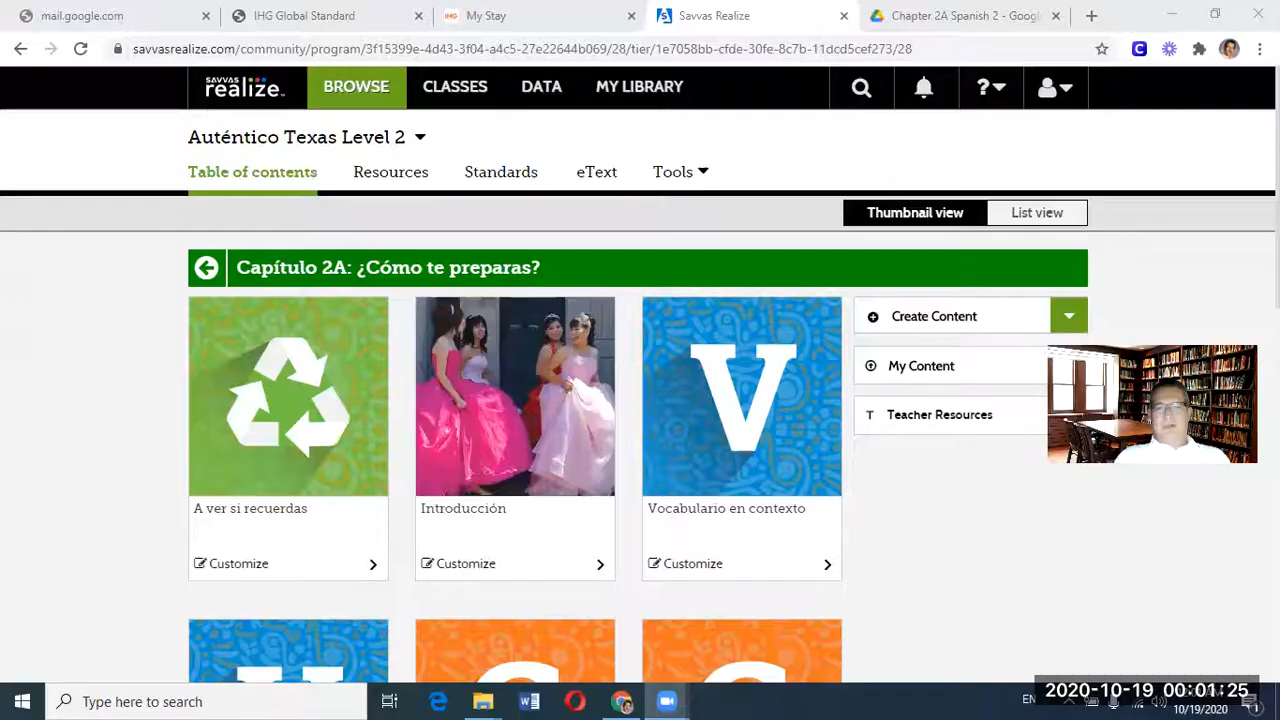 mail.google.com
IHG Global Standard
IHG My Stay
Savvas Realize
Chapter 2A Spanish 2 - Google
savvasrealize.com/community/program/3f15399e-4d43-3f04-a4c5-27e22644b069/28/tier/1e7058bb-cfde-30fe-8c7b-11dcd5cef273/28
SAVVAS realize. BROWSE CLASSES DATA MY LIBRARY
Auténtico Texas Level 2
Table of contents Resources Standards eText Tools
Thumbnail view List view
Capítulo 2A: ¿Cómo te preparas?
V
Create Content
My Content
T Teacher Resources
A ver si recuerdas Introducción Vocabulario en contexto
Customize Customize Customize
Type here to search
EN
2020-10-19 00:01:25
10/19/2020